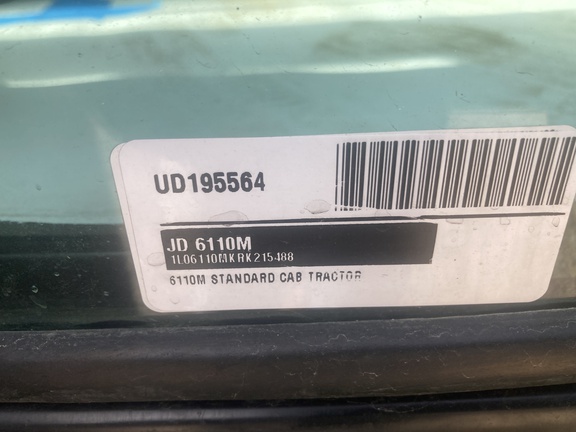 UD195564
JD 6110M
1L06110MKRK215488
6110M STANDARD CAB TRACTOR